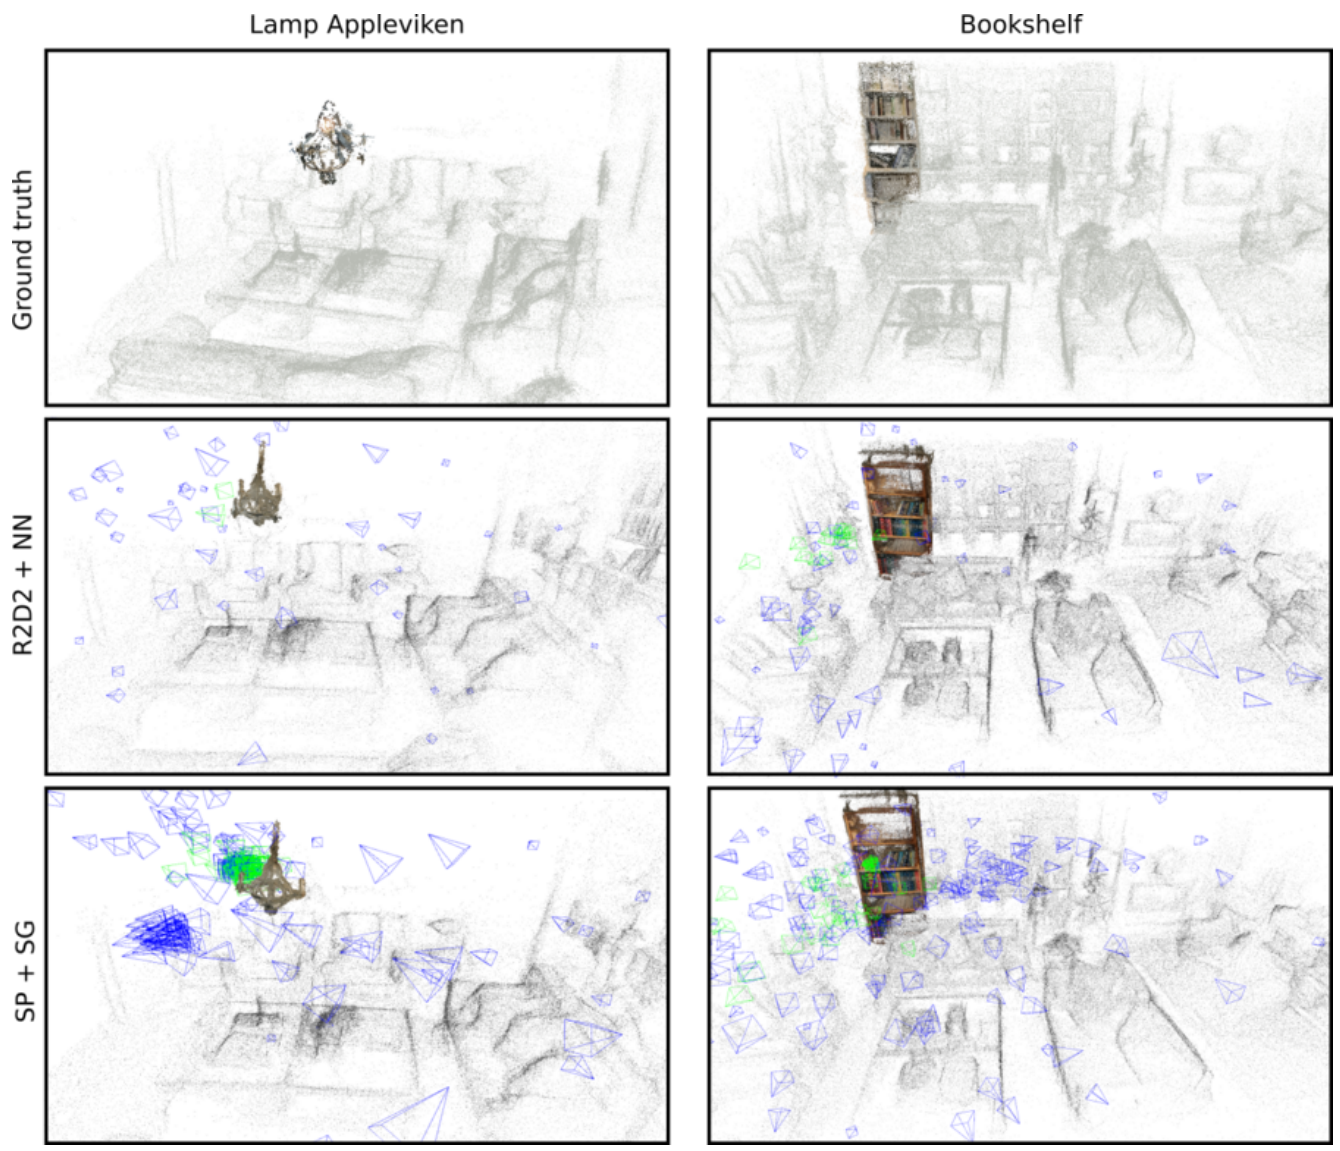 Lamp Appleviken
Bookshelf
Ground truth
R2D2 + NN
SP + SG